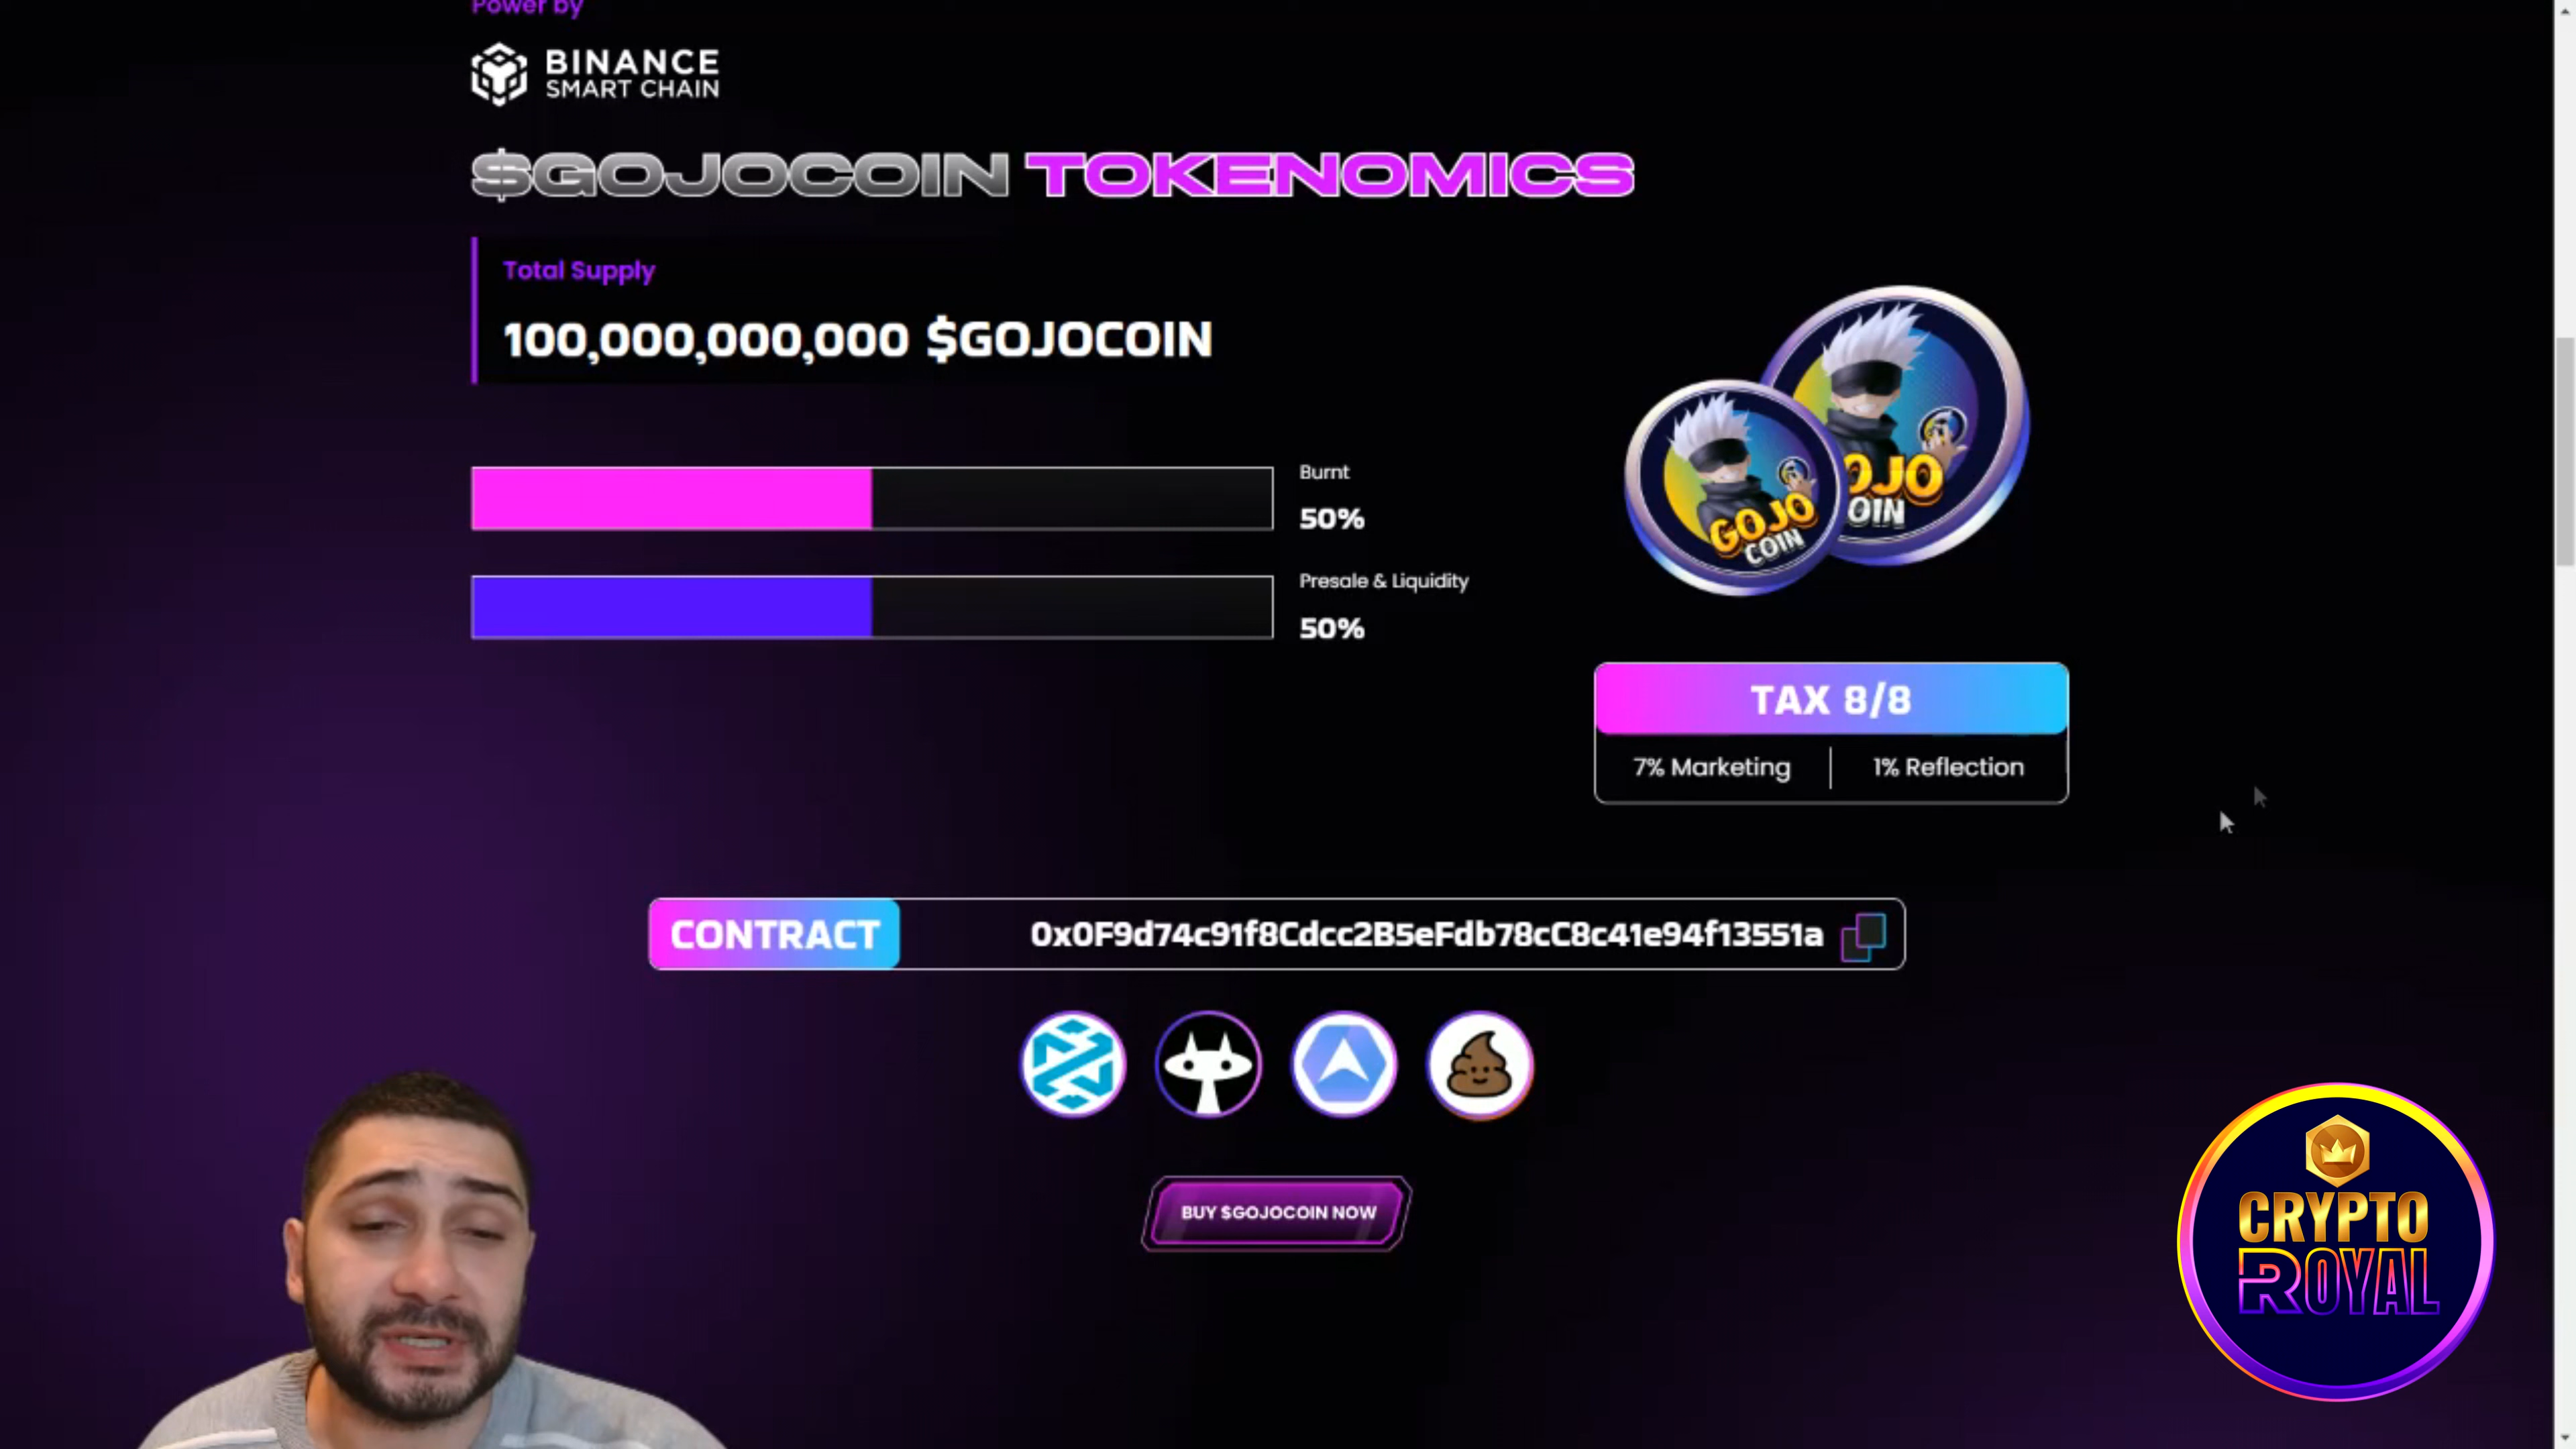 Power by
BINANCE
SMART CHAIN
$GOJOCOIN TOKENOMICS
Total Supply
100,000,000,000 $GOJOCOIN
Burnt
50%
Presale & Liquidity
50%
GOJO
COIN
OJO
OIN
TAX 8/8
7% Marketing
1% Reflection
CONTRACT
0x0F9d74c91f8Cdcc2B5eFdb78cC8c41e94f13551a
BUY $GOJOCOIN NOW
CRYPTO
ROYAL